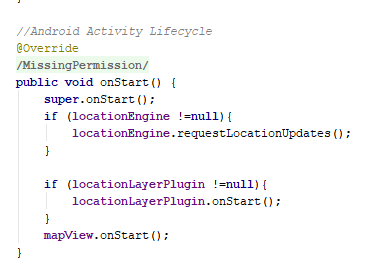 //Android Activity Lifecycle
@Override
/MissingPermission/
public void onStart() {
super.onStart();
if (locationEngine !=null){
locationEngine.requestLocationUpdates();
}
if (locationLayerPlugin !=null){
locationLayerPlugin.onStart();
}
mapView.onStart();
}